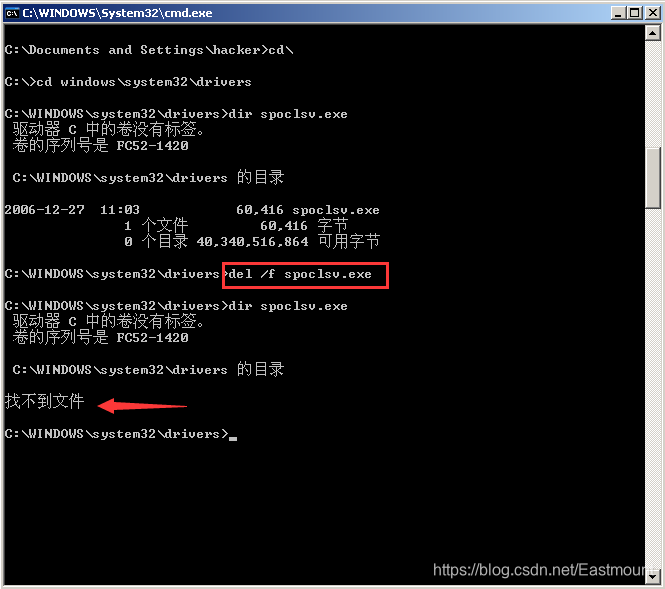 C:\WINDOWS\System32\cmd.exe
C:\Documents and Settings\hacker>cd\
C:\>cd windows\system32\drivers
C:\WINDOWS\system32\drivers>dir spoclsv.exe
驱动器 C 中的卷没有标签。
卷的序列号是 FC52-1420
C:\WINDOWS\system32\drivers 的目录
2006-12-27  11:03            60,416 spoclsv.exe
1 个文件         60,416 字节
0 个目录 40,340,516,864 可用字节
C:\WINDOWS\system32\drivers>del /f spoclsv.exe
C:\WINDOWS\system32\drivers>dir spoclsv.exe
驱动器 C 中的卷没有标签。
卷的序列号是 FC52-1420
C:\WINDOWS\system32\drivers 的目录
找不到文件
C:\WINDOWS\system32\drivers>